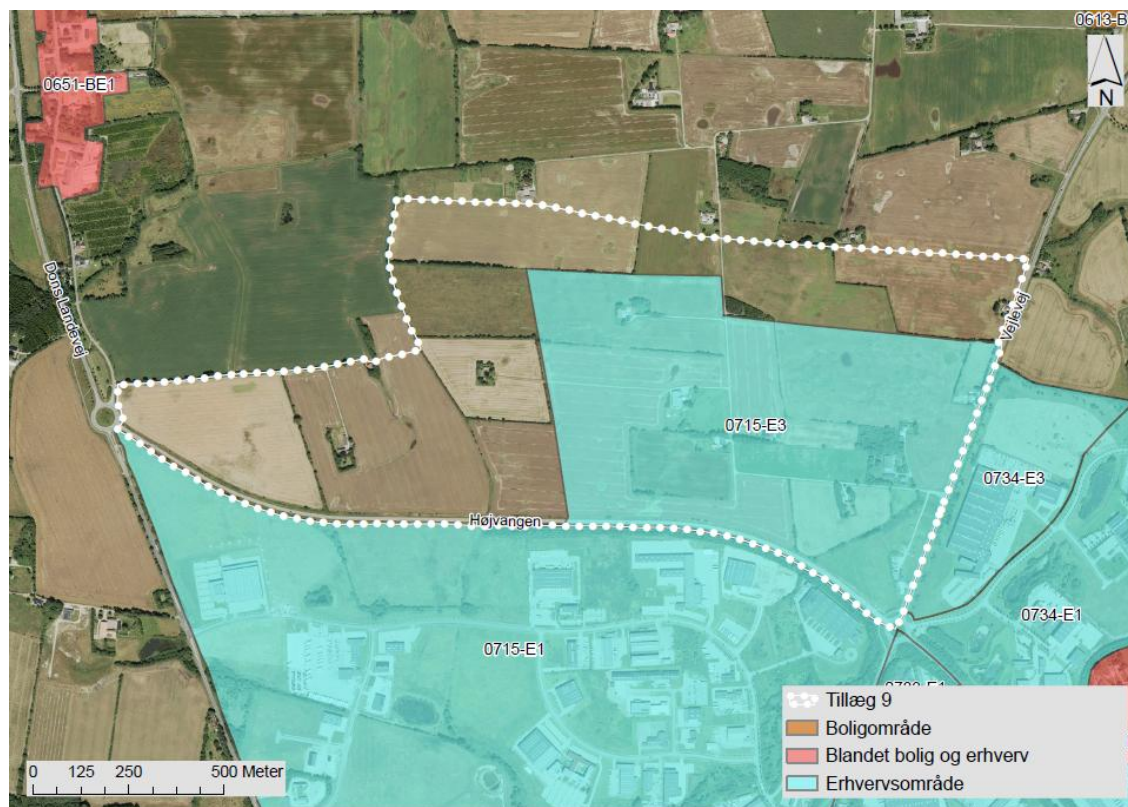 0613-B
0651-BE1
N
Dons Landevej
Vejlevej
0715-E3
0734-E3
Højvangen
0734-E1
0715-E1
Tillæg 9
Boligområde
Blandet bolig og erhverv
Erhvervsområde
0 125 250 500 Meter